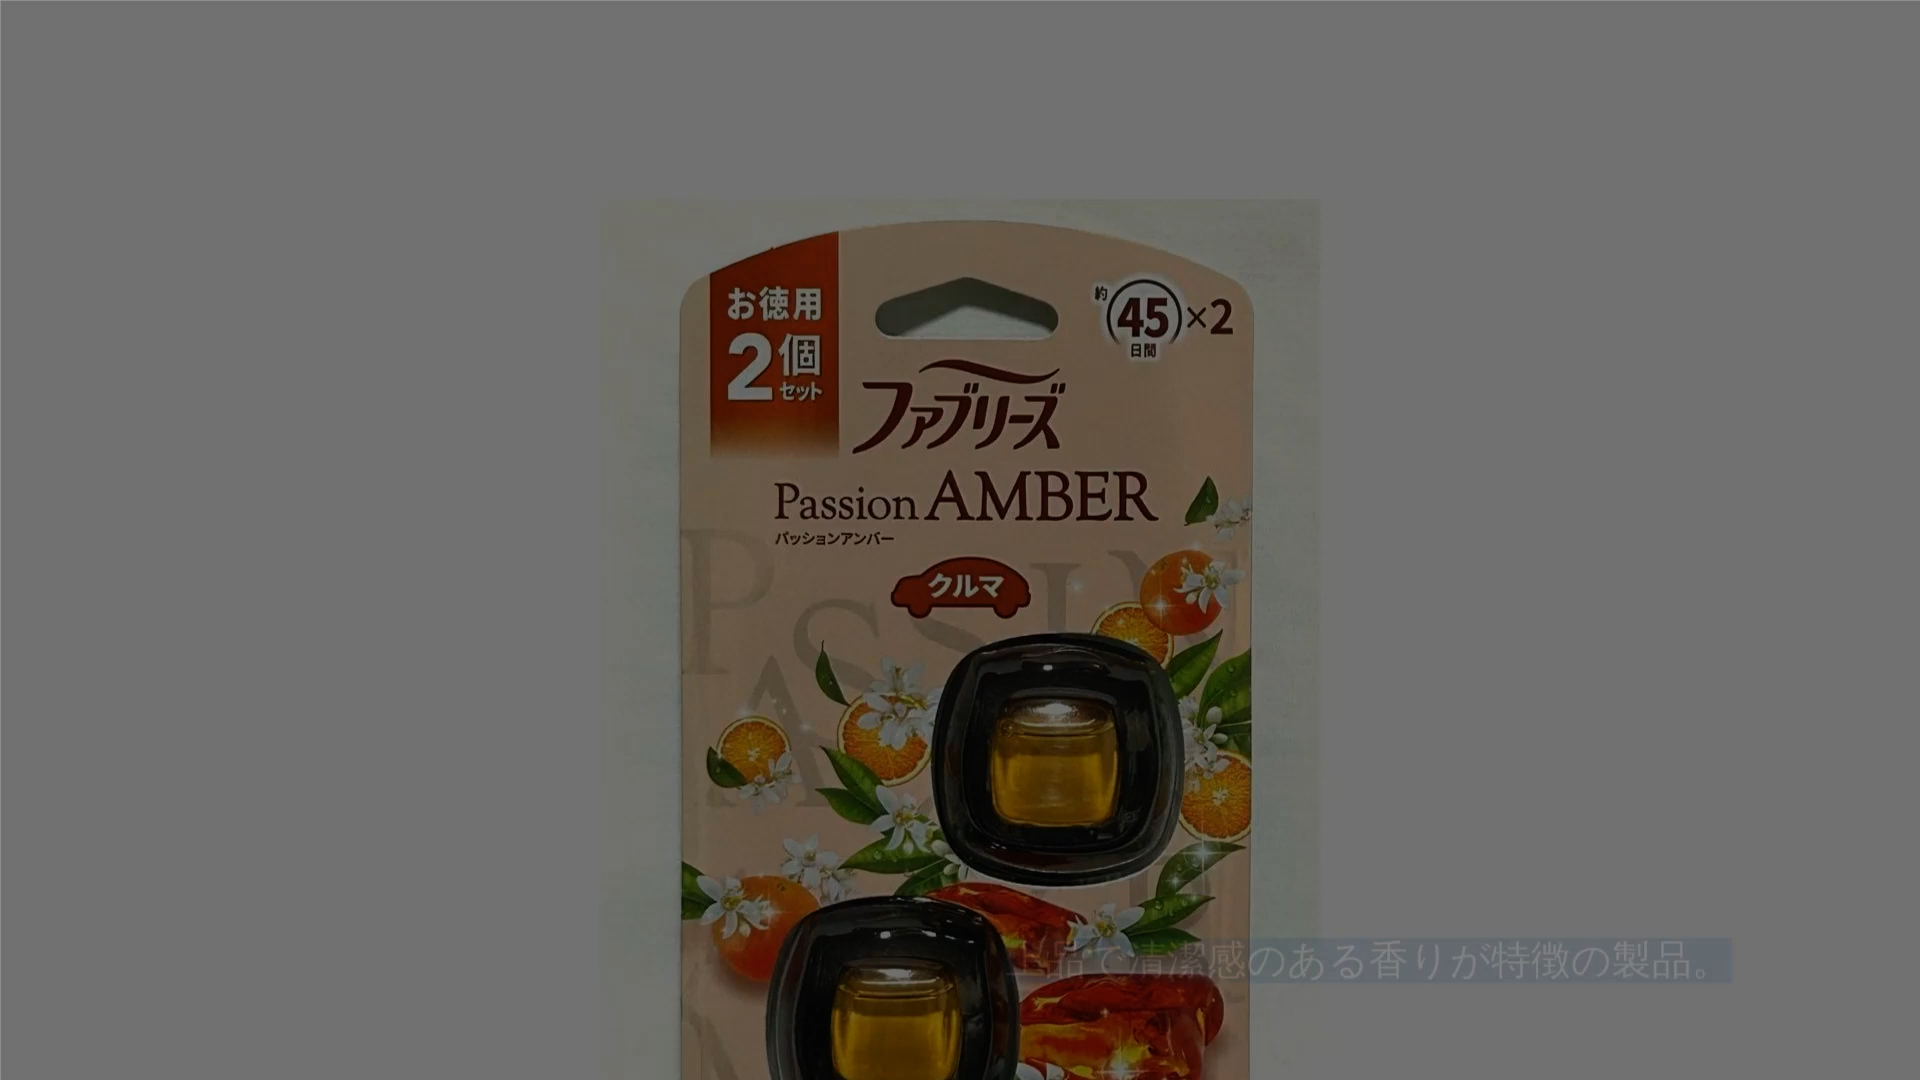 お徳用
2個
セット
約
45
日間
×2
ファブリーズ
Passion AMBER
パッションアンバー
クルマ
上品で清潔感のある香りが特徴の製品。